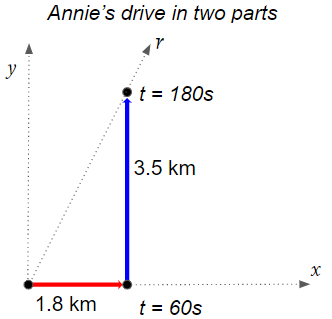 Annie's drive in two parts
r
y
t = 180s
3.5 km
x
1.8 km
t = 60s